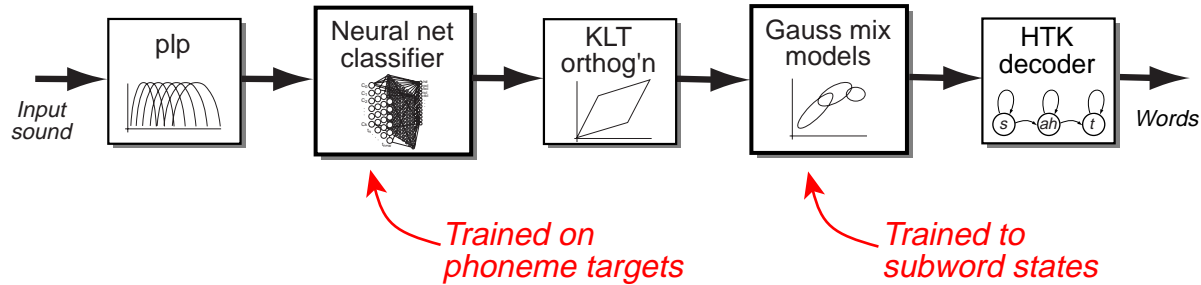 Input
sound
plp
Neural net
classifier
KLT
orthog'n
Gauss mix
models
HTK
decoder
s
ah
t
Words
Trained on
phoneme targets
Trained to
subword states